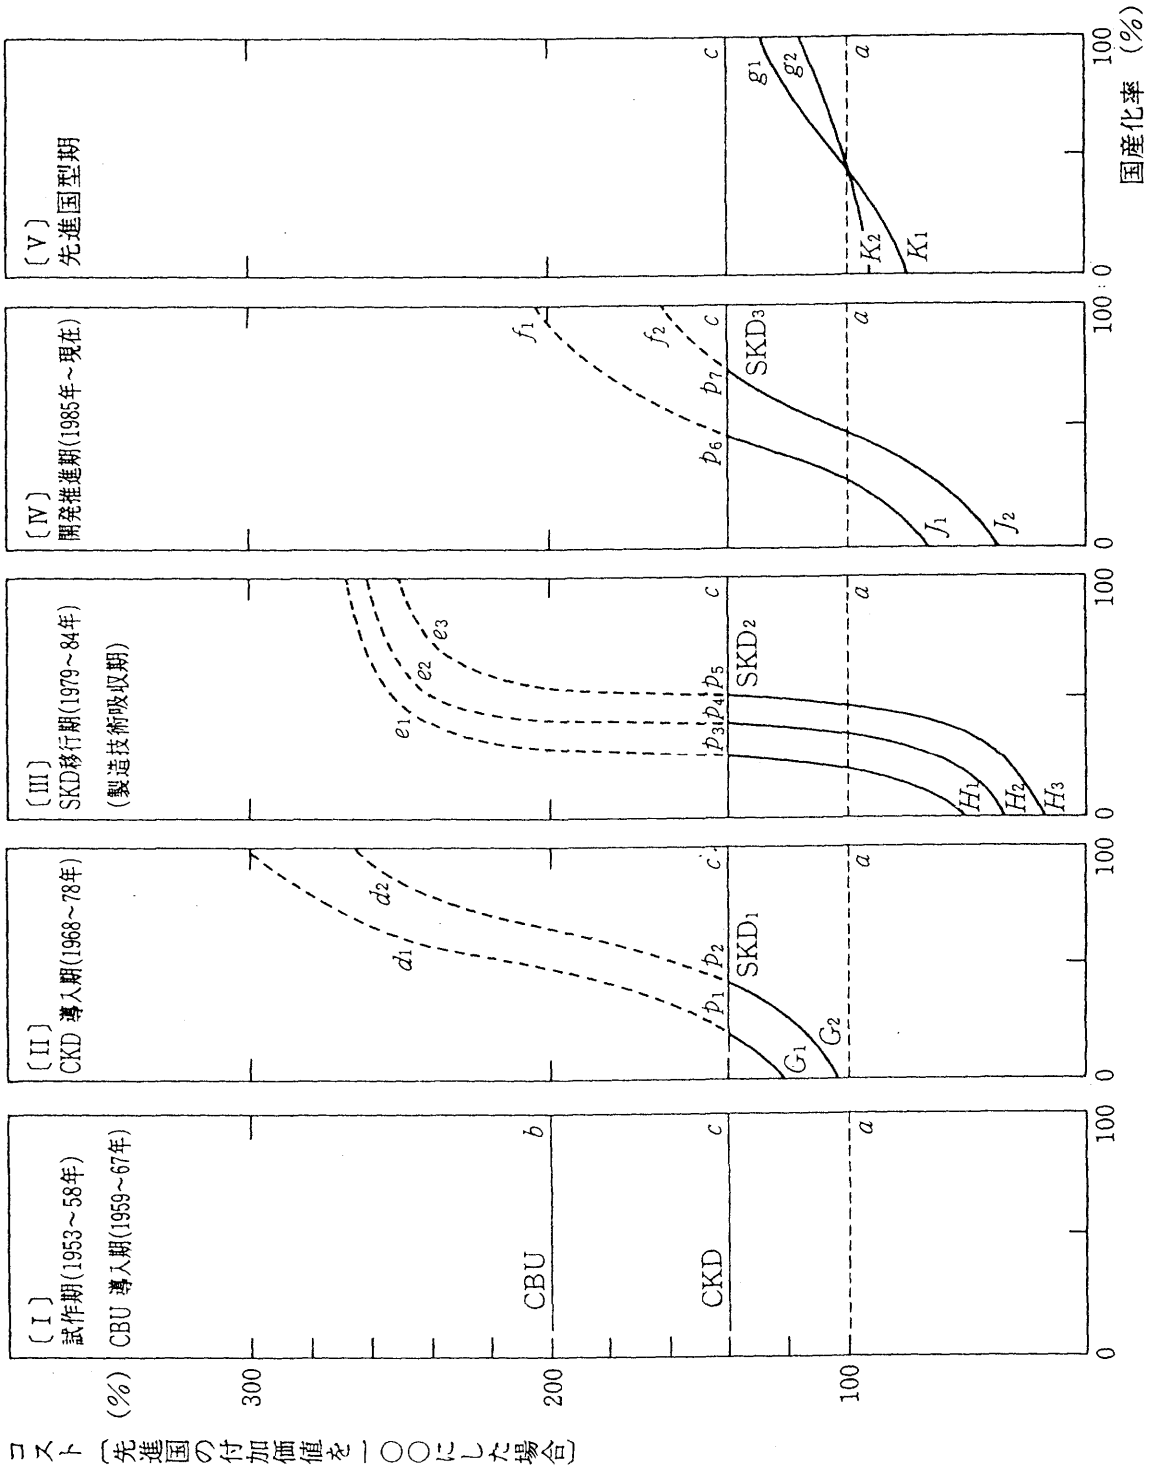 コスト〔先進国の付加価値を一〇〇にした場合〕
(%)
300
200
100
〔I〕
試作期(1953～58年)
CBU 導入期(1959～67年)
CBU
b
CKD
c
a
0
100
〔II〕
CKD 導入期(1968～78年)
d1
d2
c
p1
p2
SKD1
G1
G2
a
0
100
〔III〕
SKD移行期(1979～84年)
(製造技術吸収期)
e1
e2
e3
p3
p4
p5
c
SKD2
a
H1
H2
H3
0
100
〔IV〕
開発推進期(1985年～現在)
f1
f2
p6
p7
c
SKD3
a
J1
J2
0
100
〔V〕
先進国型期
c
g1
g2
a
K2
K1
0
100
国産化率 (%)